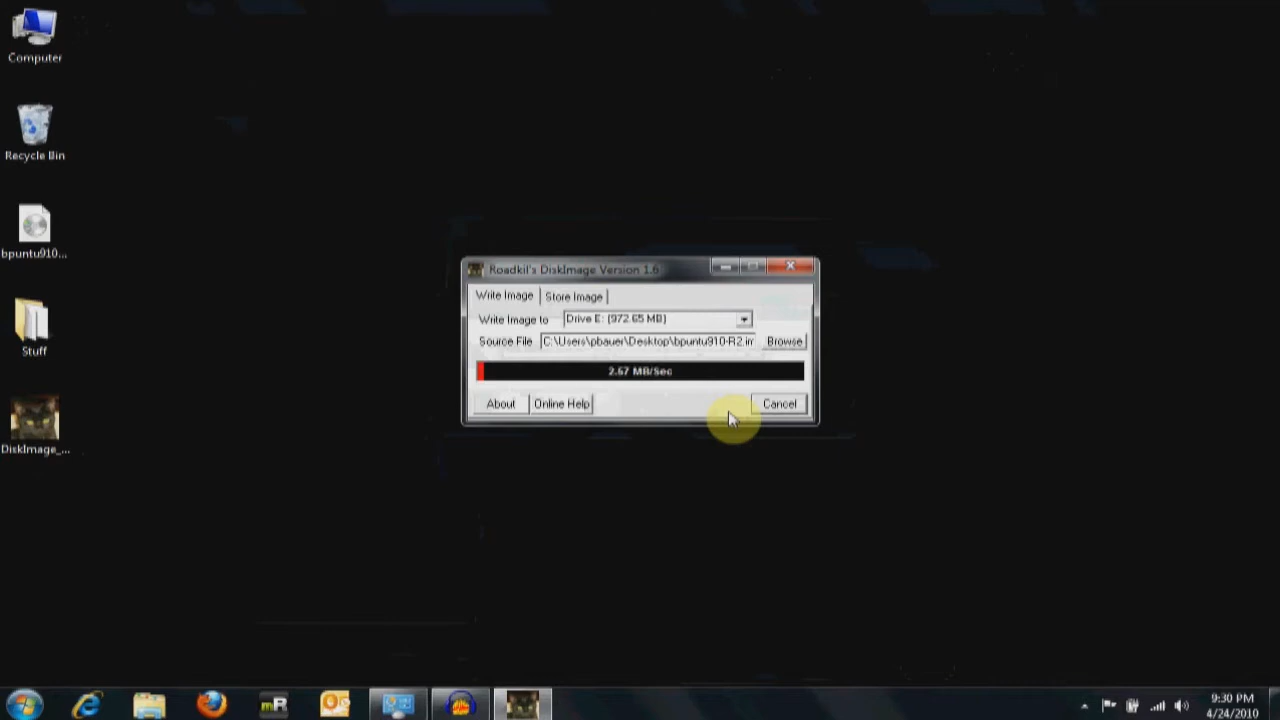 Computer
Recycle Bin
bpuntu910...
Stuff
DiskImage_...
Roadkil's DiskImage Version 1.6
Write Image
Store Image
Write Image to
Drive E: (972.65 MB)
Source File
C:\Users\pbauer\Desktop\bpuntu910-R2.im
Browse
2.67 MB/Sec
About
Online Help
Cancel
mR
9:30 PM
4/24/2010